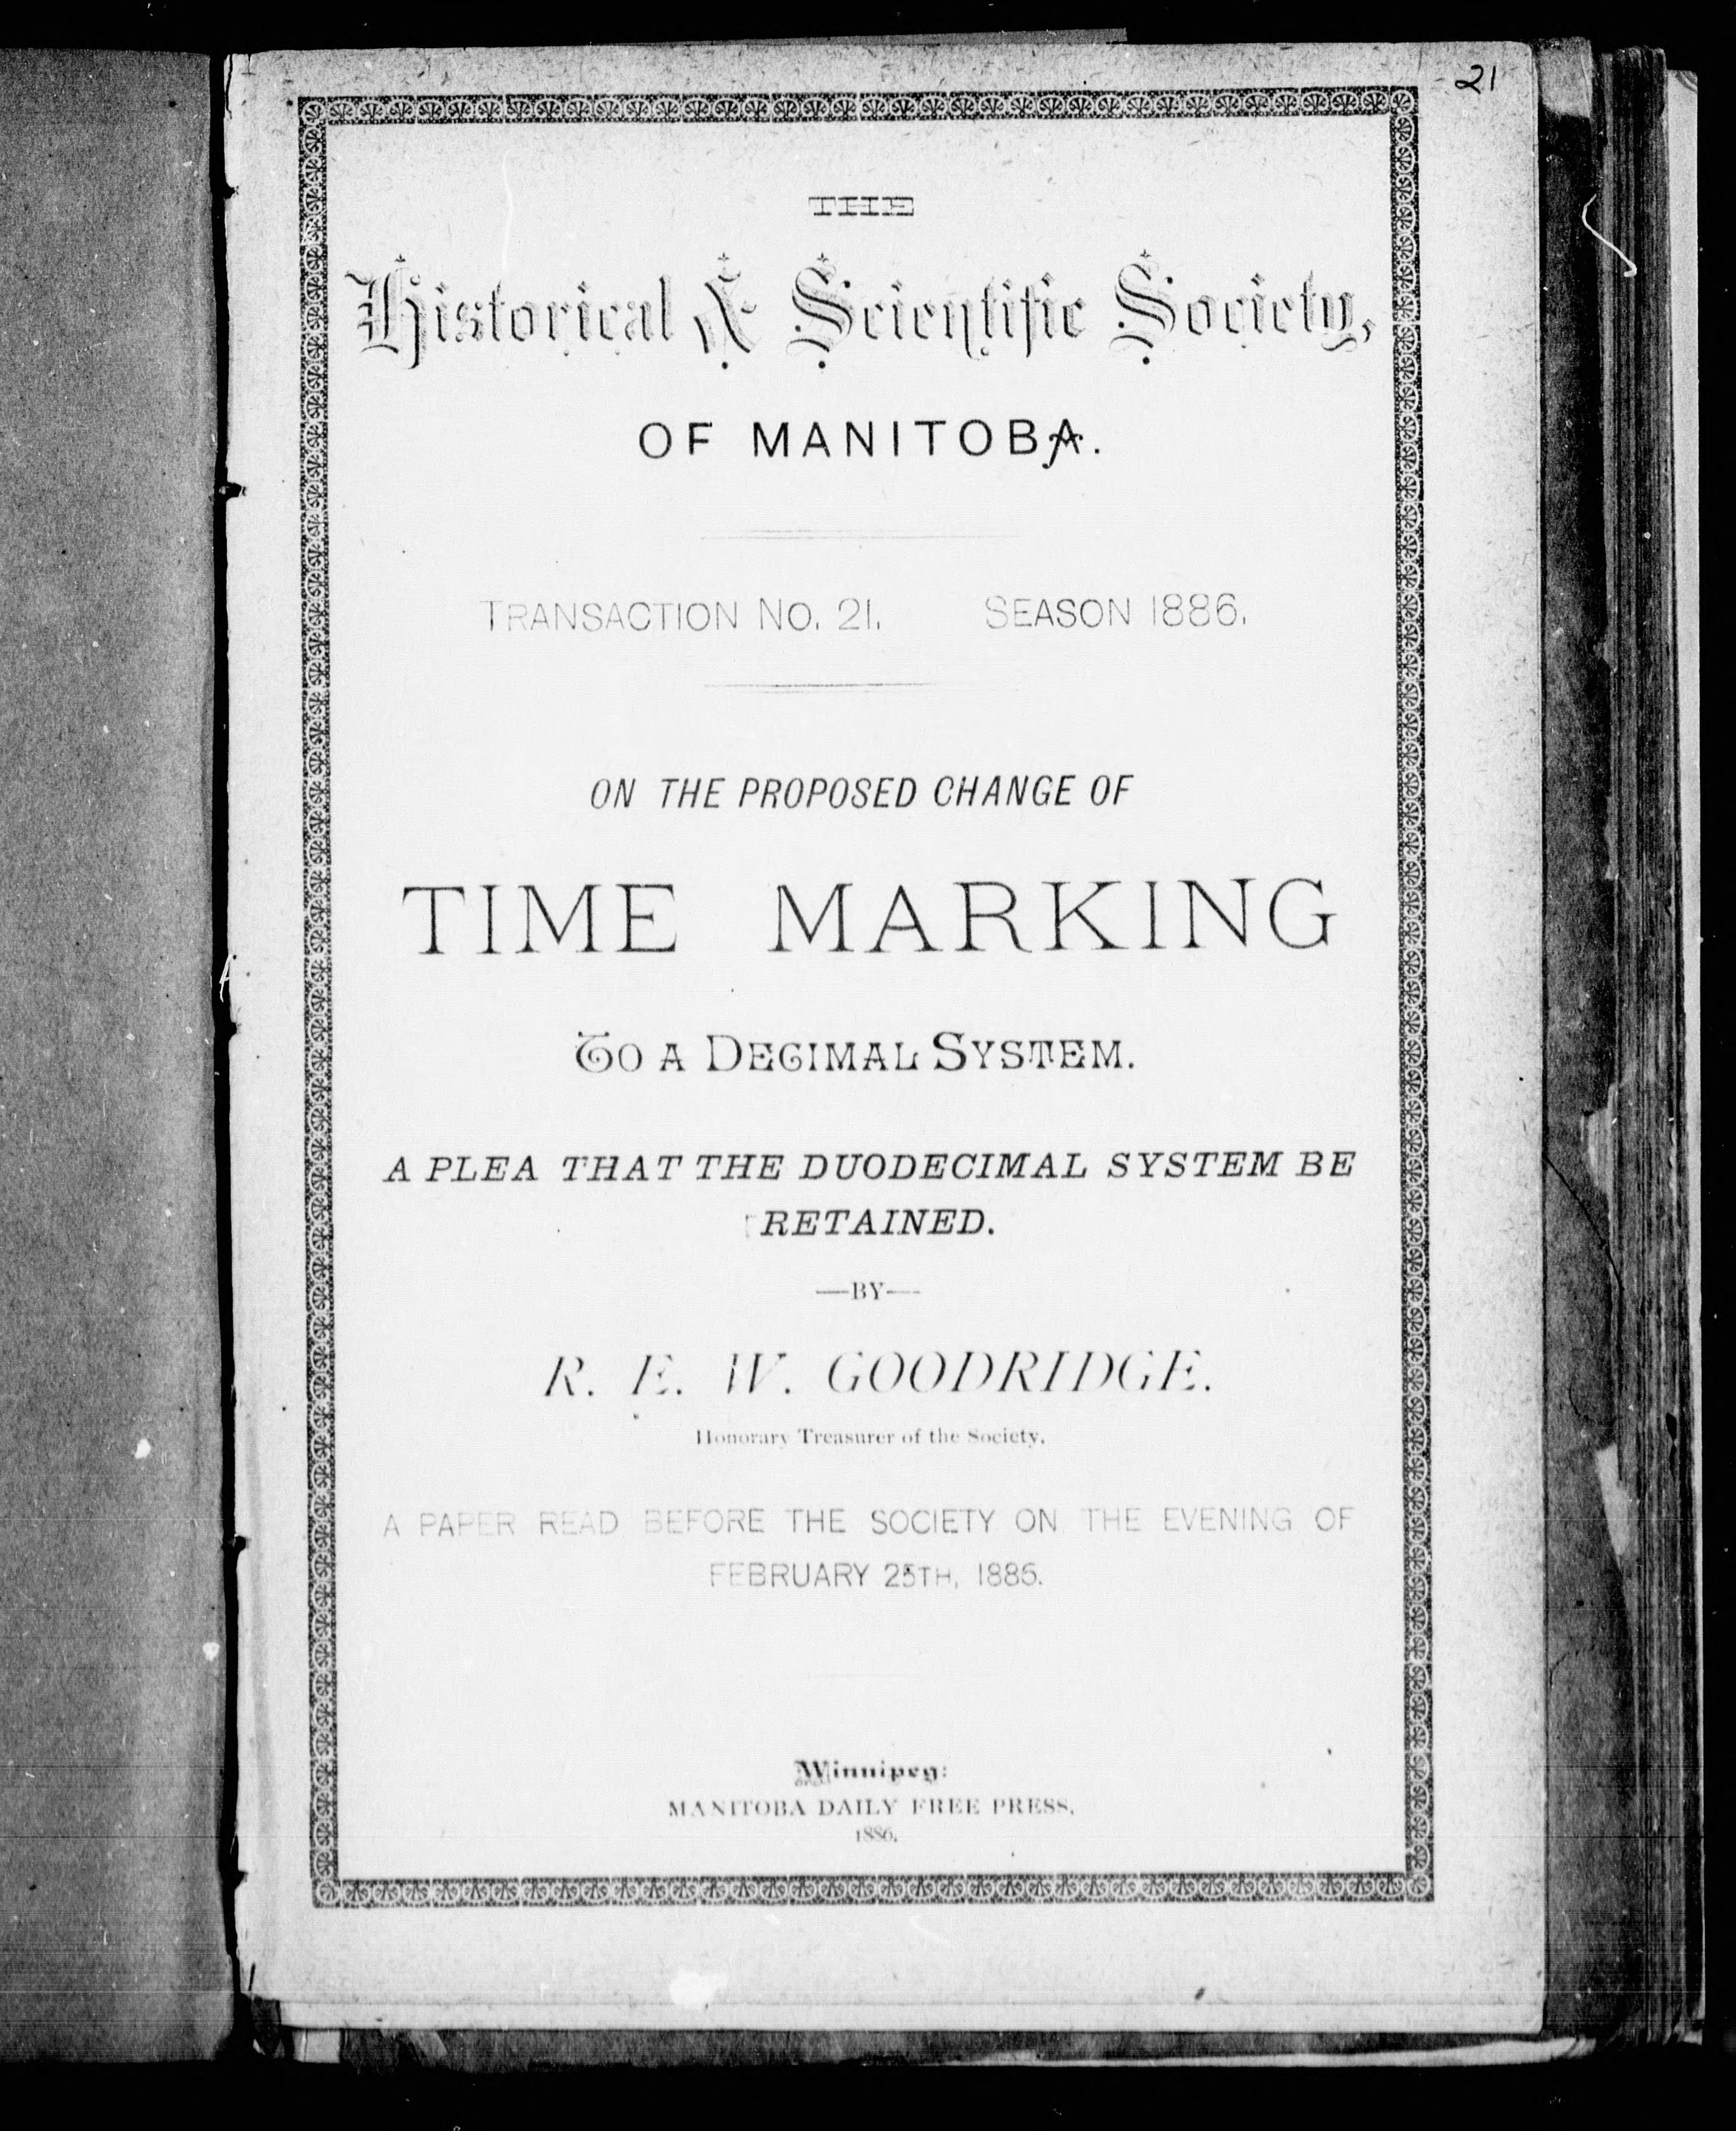 21
THE
Historical & Scientific Society,
OF MANITOBA.
TRANSACTION NO. 21. SEASON 1886.
ON THE PROPOSED CHANGE OF
TIME MARKING
TO A DECIMAL SYSTEM.
A PLEA THAT THE DUODECIMAL SYSTEM BE
RETAINED.
—BY—
R. E. W. GOODRIDGE.
Honorary Treasurer of the Society.
A PAPER READ BEFORE THE SOCIETY ON THE EVENING OF
FEBRUARY 25TH, 1886.
Winnipeg:
MANITOBA DAILY FREE PRESS.
1886.